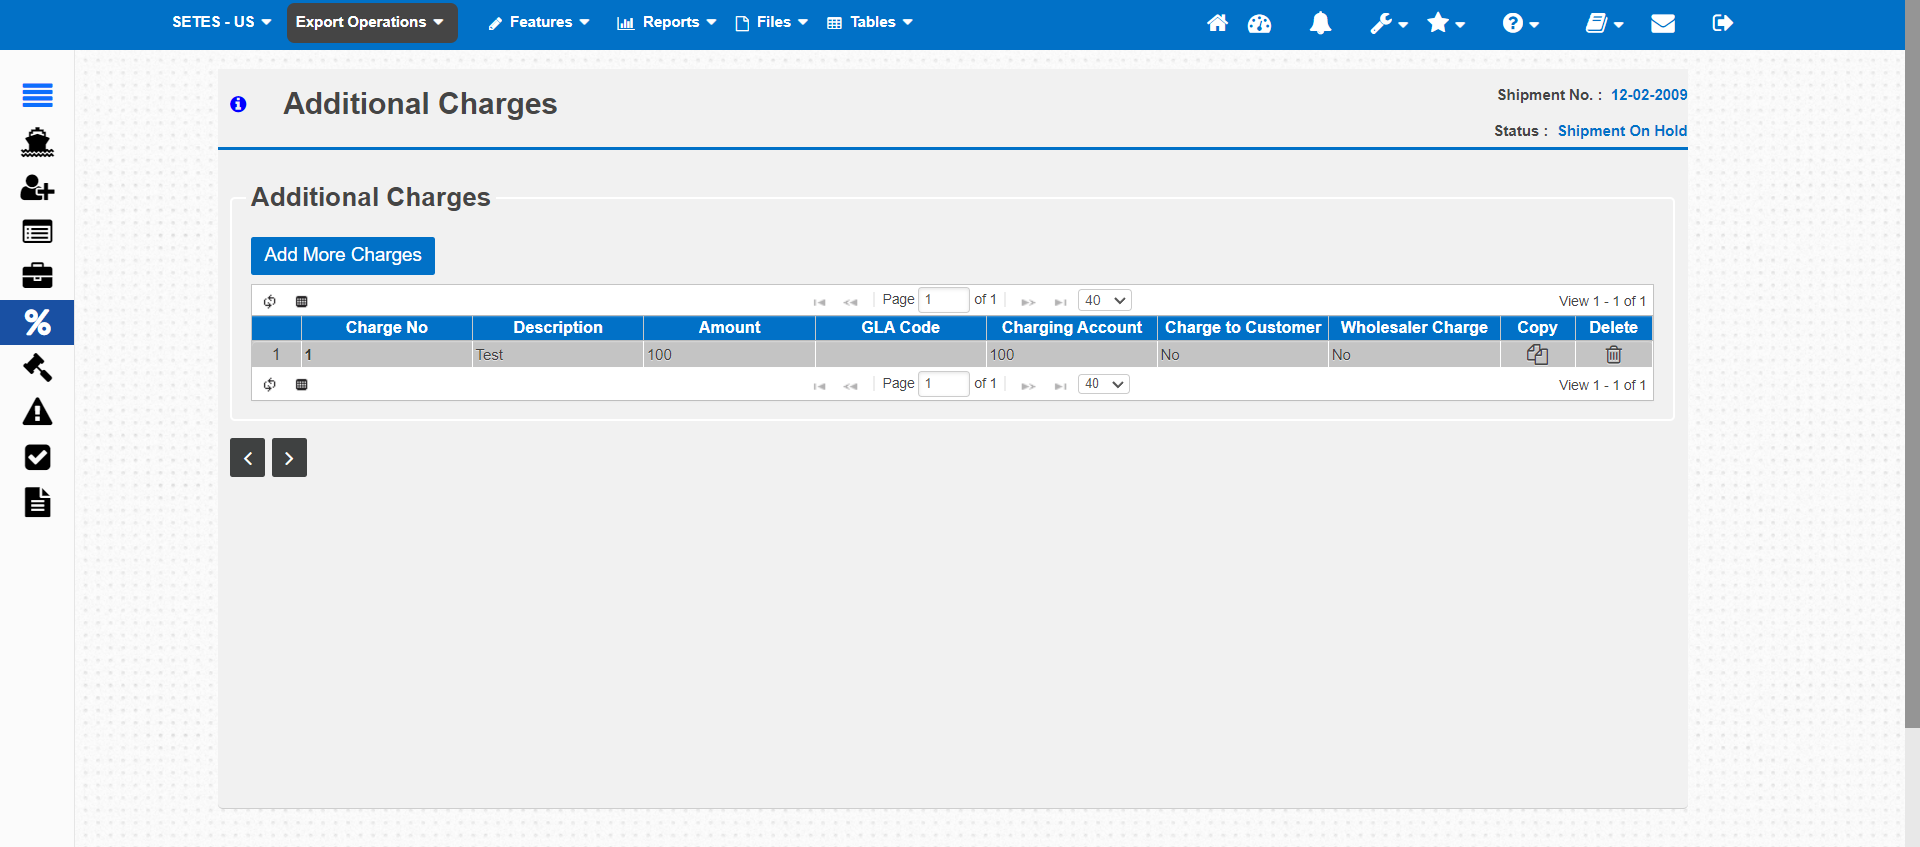 SETES - US Export Operations Features Reports Files Tables
Additional Charges
Shipment No. : 12-02-2009
Status : Shipment On Hold
Additional Charges
Add More Charges
Page 1 of 1 40 View 1 - 1 of 1
Charge No Description Amount GLA Code Charging Account Charge to Customer Wholesaler Charge Copy Delete
1 1 Test 100 100 No No
Page 1 of 1 40 View 1 - 1 of 1